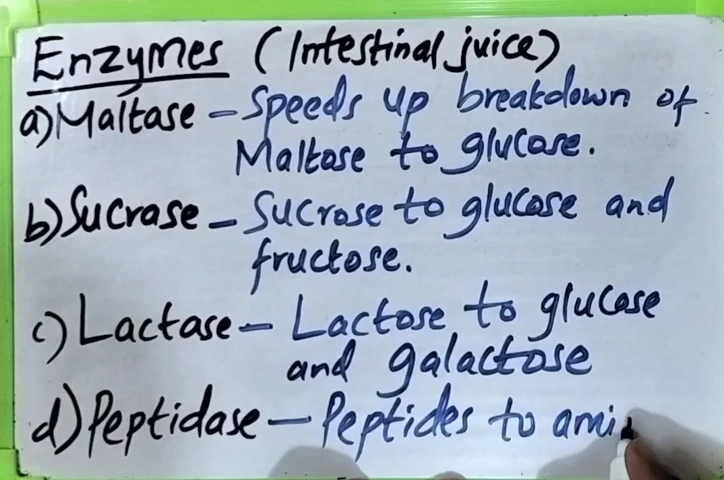 Enzymes (Intestinal juice)
a) Maltase - Speeds up breakdown of
Maltose to glucose.
b) Sucrase - Sucrose to glucose and
fructose.
c) Lactase - Lactose to glucose
and galactose
d) Peptidase - Peptides to ami